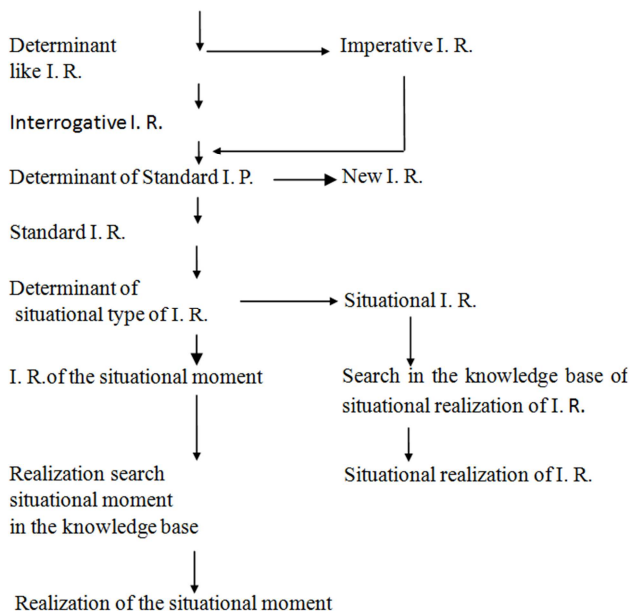 Determinant
like I. R.
Imperative I. R.
Interrogative I. R.
Determinant of Standard I. P.
New I. R.
Standard I. R.
Determinant of
situational type of I. R.
Situational I. R.
I. R.of the situational moment
Search in the knowledge base of
situational realization of I. R.
Realization search
situational moment
in the knowledge base
Situational realization of I. R.
Realization of the situational moment